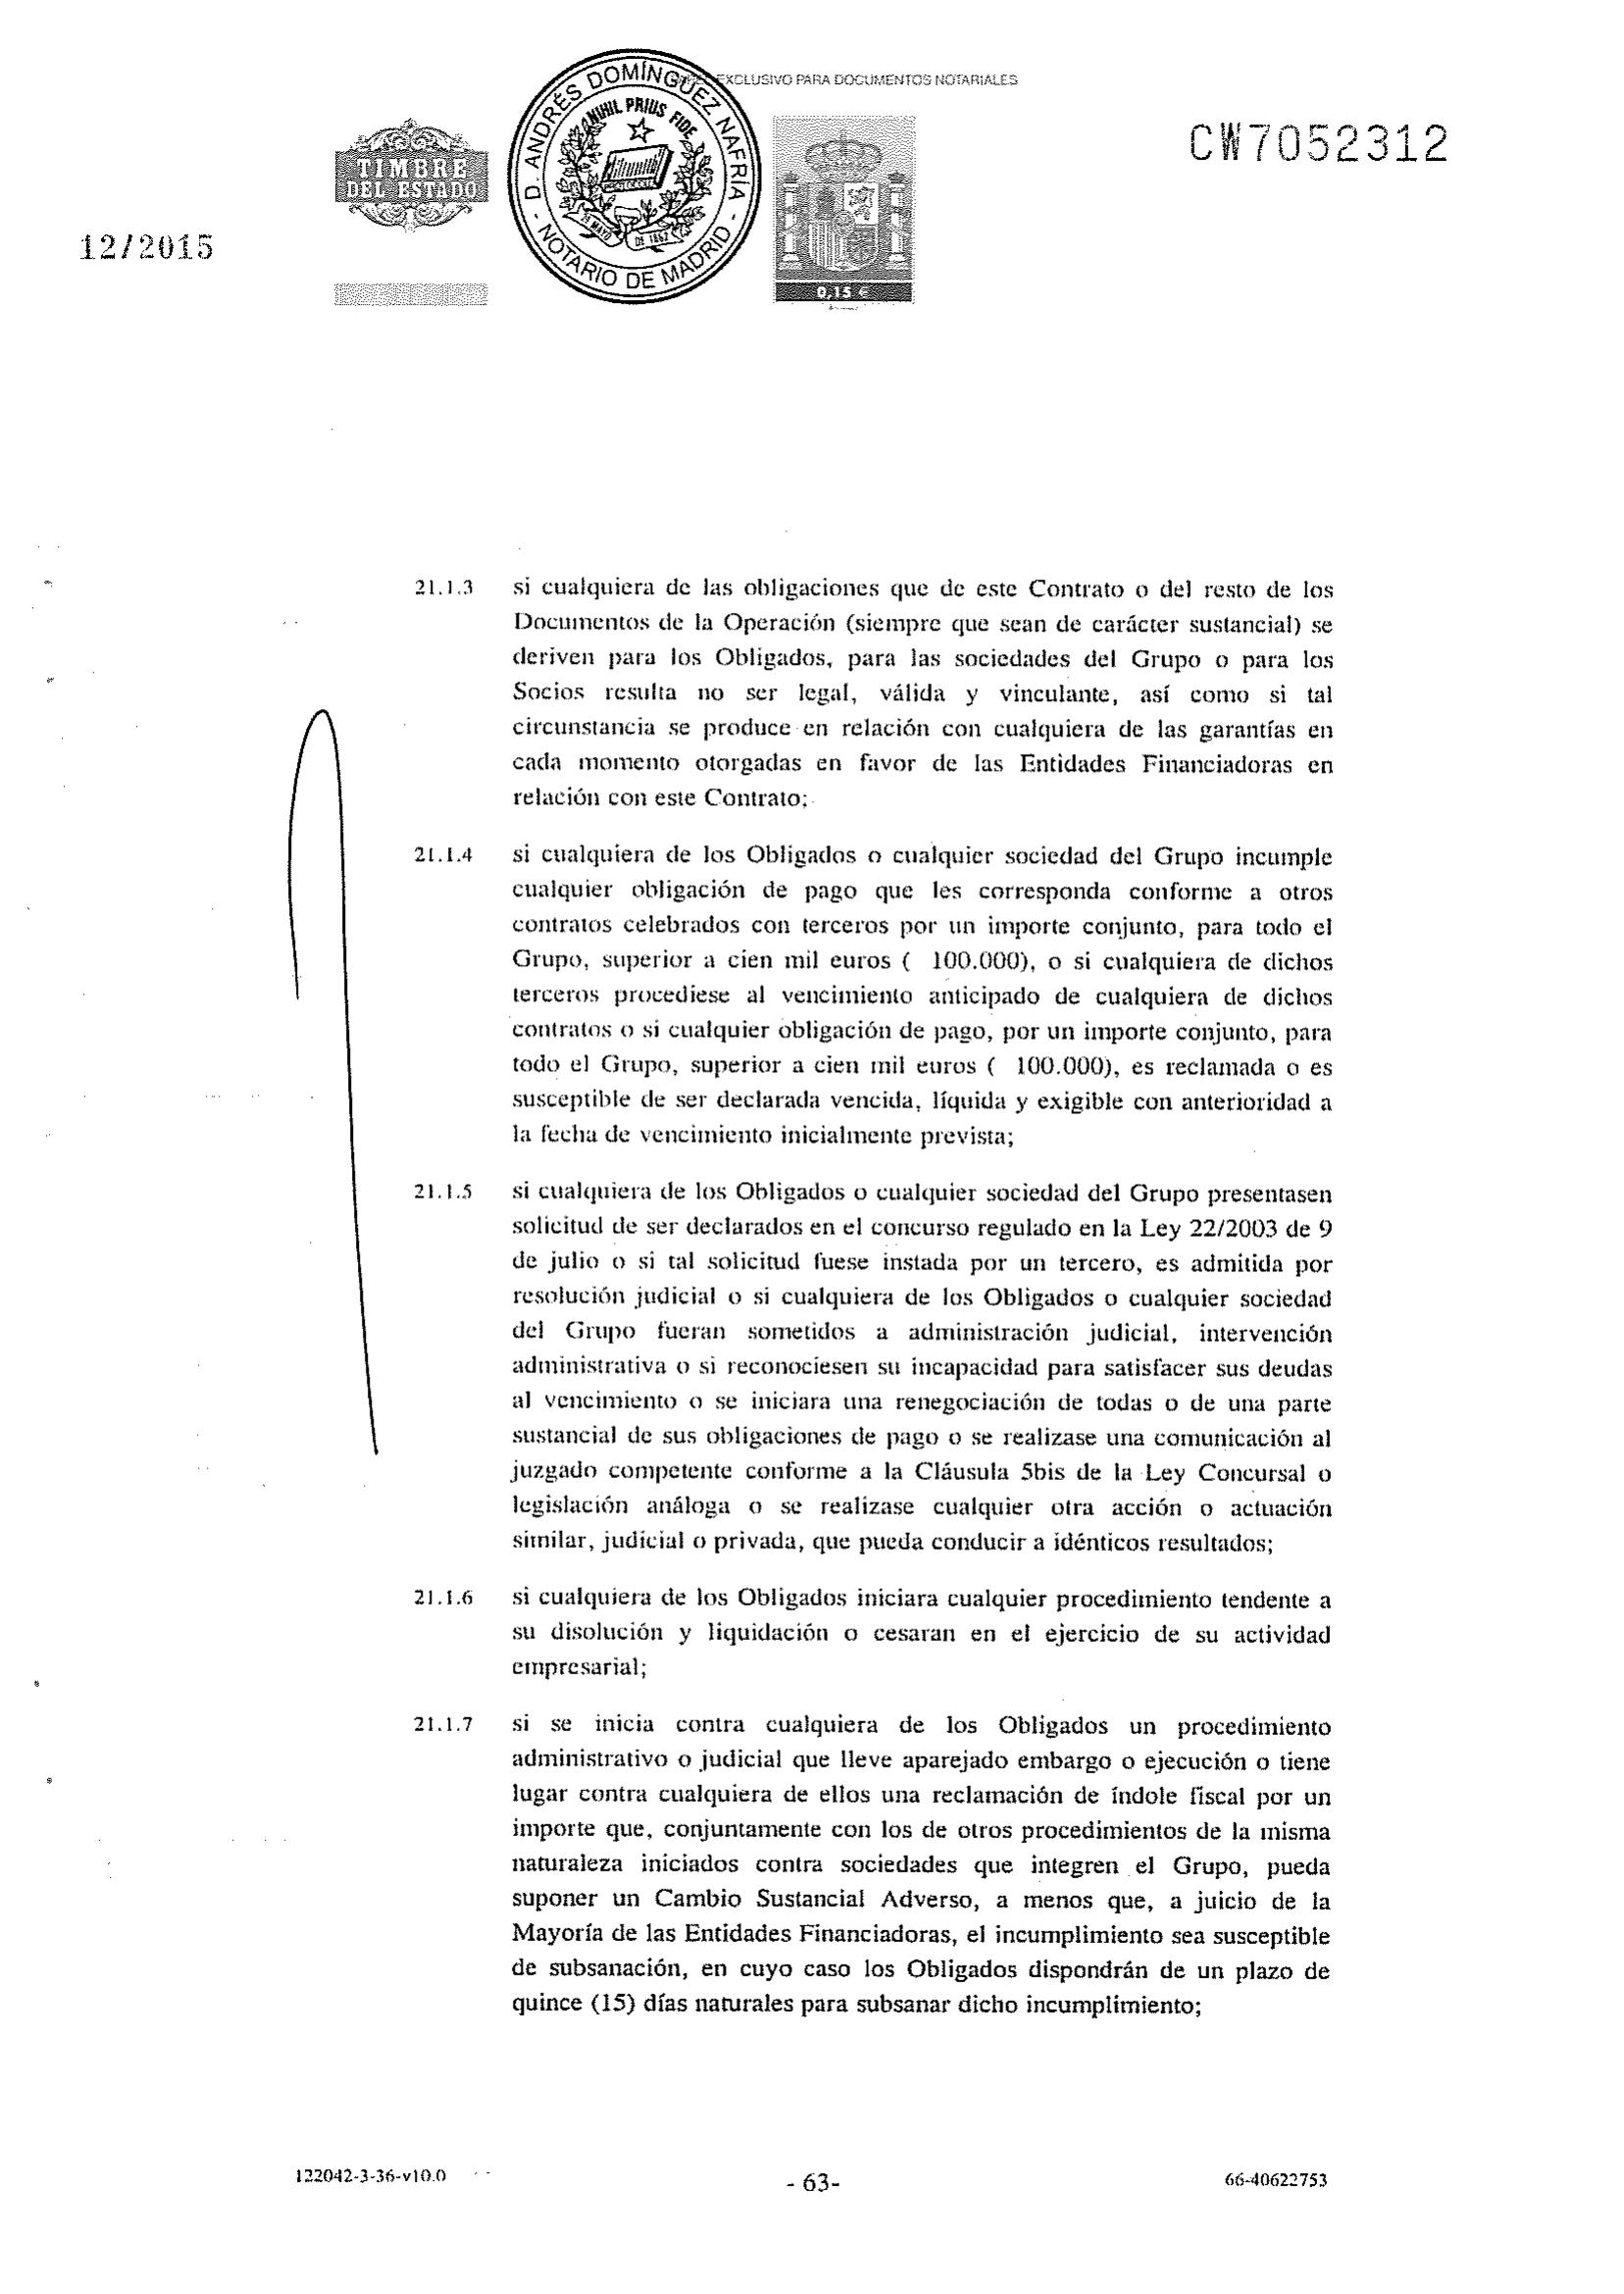 EXCLUSIVO PARA DOCUMENTOS NOTARIALES
D. ANDRÉS DOMÍNGUEZ NAFRÍA - NOTARIO DE MADRID -
NIHIL PRIUS FIDE
28 MAYO DE 1862
TIMBRE
DEL ESTADO
0,15 €
CW7052312
12/2015
21.1.3 si cualquiera de las obligaciones que de este Contrato o del resto de los
Documentos de la Operación (siempre que sean de carácter sustancial) se
deriven para los Obligados, para las sociedades del Grupo o para los
Socios resulta no ser legal, válida y vinculante, así como si tal
circunstancia se produce en relación con cualquiera de las garantías en
cada momento otorgadas en favor de las Entidades Financiadoras en
relación con este Contrato;
21.1.4 si cualquiera de los Obligados o cualquier sociedad del Grupo incumple
cualquier obligación de pago que les corresponda conforme a otros
contratos celebrados con terceros por un importe conjunto, para todo el
Grupo, superior a cien mil euros ( 100.000), o si cualquiera de dichos
terceros procediese al vencimiento anticipado de cualquiera de dichos
contratos o si cualquier obligación de pago, por un importe conjunto, para
todo el Grupo, superior a cien mil euros ( 100.000), es reclamada o es
susceptible de ser declarada vencida, líquida y exigible con anterioridad a
la fecha de vencimiento inicialmente prevista;
21.1.5 si cualquiera de los Obligados o cualquier sociedad del Grupo presentasen
solicitud de ser declarados en el concurso regulado en la Ley 22/2003 de 9
de julio o si tal solicitud fuese instada por un tercero, es admitida por
resolución judicial o si cualquiera de los Obligados o cualquier sociedad
del Grupo fueran sometidos a administración judicial, intervención
administrativa o si reconociesen su incapacidad para satisfacer sus deudas
al vencimiento o se iniciara una renegociación de todas o de una parte
sustancial de sus obligaciones de pago o se realizase una comunicación al
juzgado competente conforme a la Cláusula 5bis de la Ley Concursal o
legislación análoga o se realizase cualquier otra acción o actuación
similar, judicial o privada, que pueda conducir a idénticos resultados;
21.1.6 si cualquiera de los Obligados iniciara cualquier procedimiento tendente a
su disolución y liquidación o cesaran en el ejercicio de su actividad
empresarial;
21.1.7 si se inicia contra cualquiera de los Obligados un procedimiento
administrativo o judicial que lleve aparejado embargo o ejecución o tiene
lugar contra cualquiera de ellos una reclamación de índole fiscal por un
importe que, conjuntamente con los de otros procedimientos de la misma
naturaleza iniciados contra sociedades que integren el Grupo, pueda
suponer un Cambio Sustancial Adverso, a menos que, a juicio de la
Mayoría de las Entidades Financiadoras, el incumplimiento sea susceptible
de subsanación, en cuyo caso los Obligados dispondrán de un plazo de
quince (15) días naturales para subsanar dicho incumplimiento;
122042-3-36-v10.0
- 63-
66-40622753